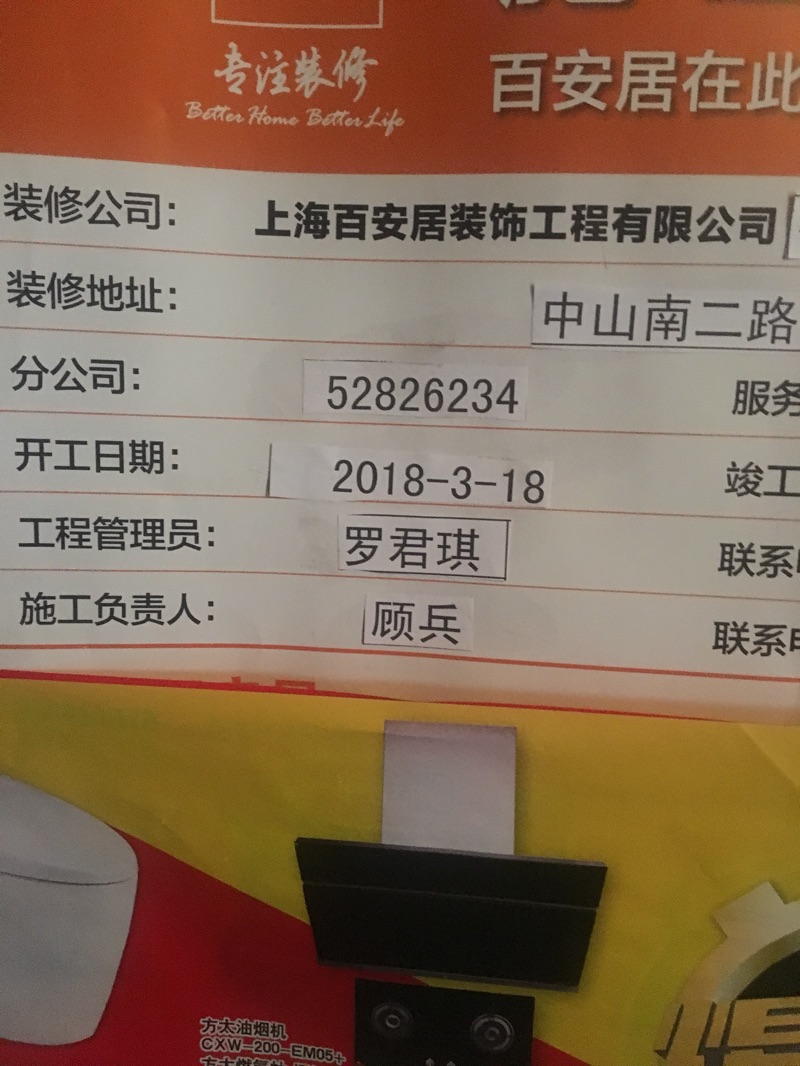 专注装修
Better Home Better Life
百安居在此
装修公司: 上海百安居装饰工程有限公司
装修地址: 中山南二路
分公司: 52826234 服务
开工日期: 2018-3-18 竣工
工程管理员: 罗君琪 联系
施工负责人: 顾兵 联系
方太油烟机
CXW-200-EM05+